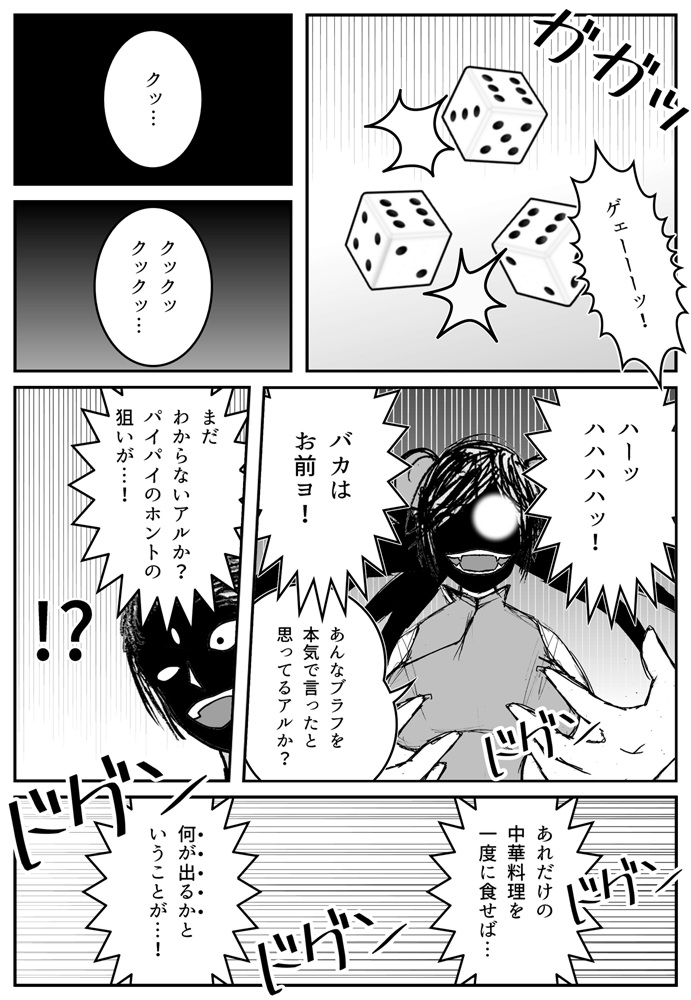 ガガガッ
ゲェーーーッ！
クッ…
クックッ
クックッ…
ハーッ
ハハハハッ！
バカは
お前ヨ！
あんなブラフを
本気で言ったと
思ってるアルか？
ドグン
まだ
わからないアルか？
パイパイのホントの
狙いが…！
！？
あれだけの
中華料理を
一度に食せば…
ドグン
ドグン
何が出るかと
いうことが…！
ドグン